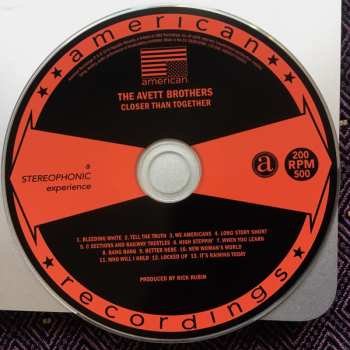 american
american
THE AVETT BROTHERS
CLOSER THAN TOGETHER
a
STEREOPHONIC
experience
a
200
RPM
500
1. BLEEDING WHITE 2. TELL THE TRUTH 3. WE AMERICANS 4. LONG STORY SHORT
5. C SECTIONS AND RAILWAY TRESTLES 6. HIGH STEPPIN' 7. WHEN YOU LEARN
8. BANG BANG 9. BETTER HERE 10. NEW WOMAN'S WORLD
11. WHO WILL I HOLD 12. LOCKED UP 13. IT'S RAINING TODAY
PRODUCED BY RICK RUBIN
recordings